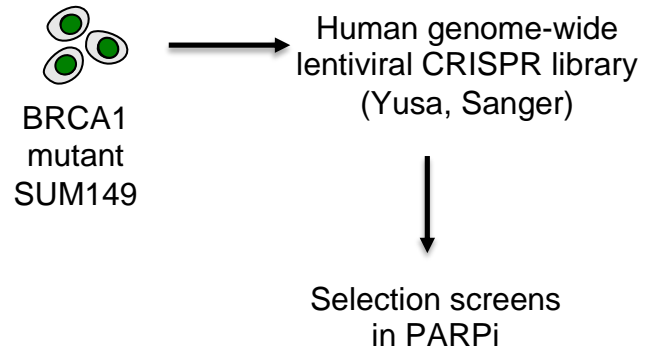 BRCA1
mutant
SUM149
Human genome-wide
lentiviral CRISPR library
(Yusa, Sanger)
Selection screens
in PARPi